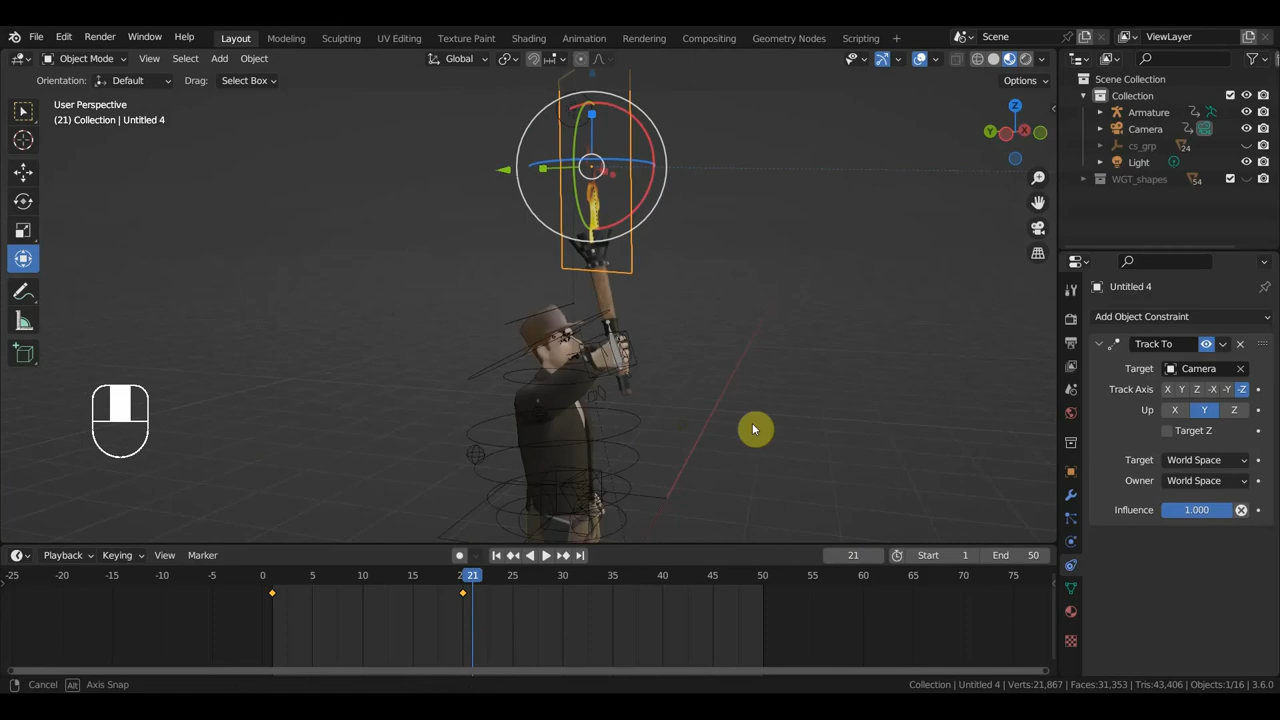 File Edit Render Window Help Layout Modeling Sculpting UV Editing Texture Paint Shading Animation Rendering Compositing Geometry Nodes Scripting + Scene ViewLayer
Object Mode View Select Add Object Global
Orientation: Default Drag: Select Box Options
User Perspective
(21) Collection | Untitled 4
Z
Y X
Scene Collection
Collection
Armature
Camera
cs_grp 24
Light
WGT_shapes 54
Untitled 4
Add Object Constraint
Track To
Target Camera
Track Axis X Y Z -X -Y -Z
Up X Y Z
Target Z
Target World Space
Owner World Space
Influence 1.000
Playback Keying View Marker 21 Start 1 End 50
-25 -20 -15 -10 -5 0 5 10 15 21 25 30 35 40 45 50 55 60 65 70 75
Cancel Alt Axis Snap Collection | Untitled 4 | Verts:21,867 | Faces:31,353 | Tris:43,406 | Objects:1/16 | 3.6.0